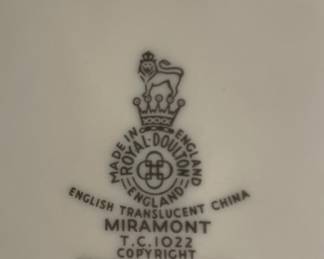 MADE IN ENGLAND
ROYAL·DOULTON
ENGLAND
ENGLISH TRANSLUCENT CHINA
MIRAMONT
T.C.1022
COPYRIGHT